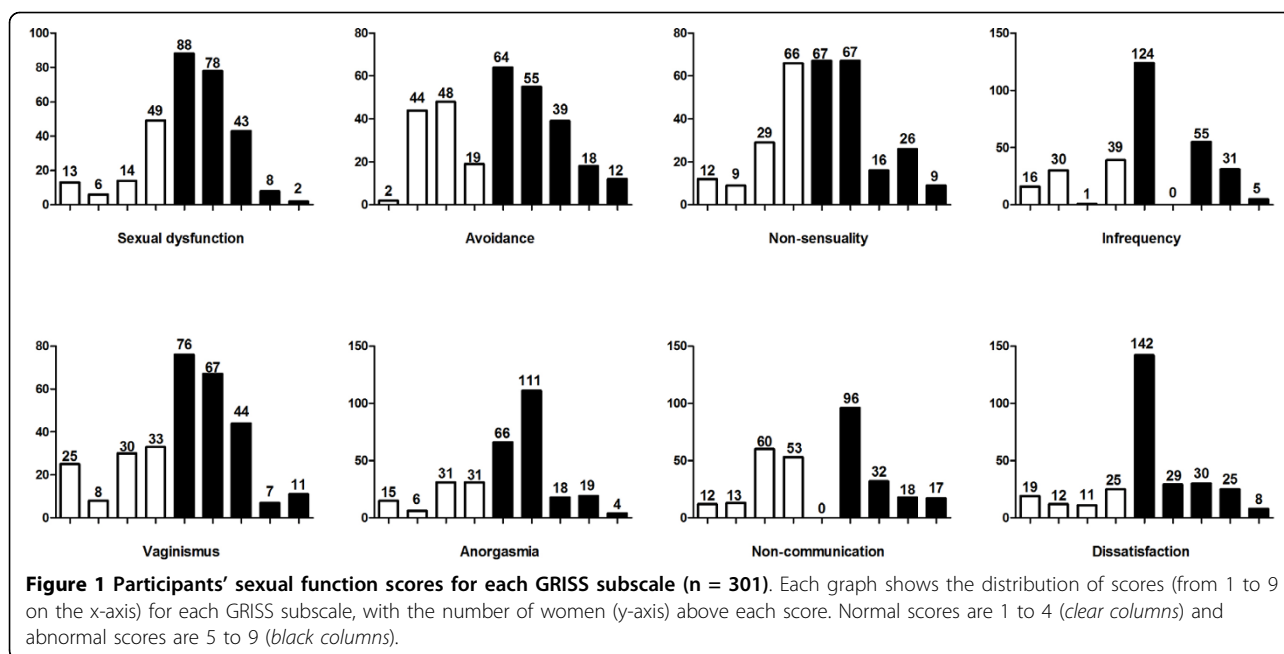 100 80 80 150
88 64 66 67 67 124
78 55
80 60 60
48 100
60 44 39 40
49
40 43 40 29 50 55
19 18 26 39
20 13 14 20 12 20 12 9 16 9 16 30 31
6 8 2 2 1 0 5
0 0 0 0
Sexual dysfunction Avoidance Non-sensuality Infrequency
80 76 150 150 150 142
67
60 111
100 100 96 100
44
40 66 60 53
30 33 50 50 50
25 31 31 32 29 30 25
20 15 18 19 12 13 18 17 19 12 11 25
8 7 11 6 4 0 8
0 0 0 0
Vaginismus Anorgasmia Non-communication Dissatisfaction
Figure 1 Participants’ sexual function scores for each GRISS subscale (n = 301). Each graph shows the distribution of scores (from 1 to 9
on the x-axis) for each GRISS subscale, with the number of women (y-axis) above each score. Normal scores are 1 to 4 (clear columns) and
abnormal scores are 5 to 9 (black columns).